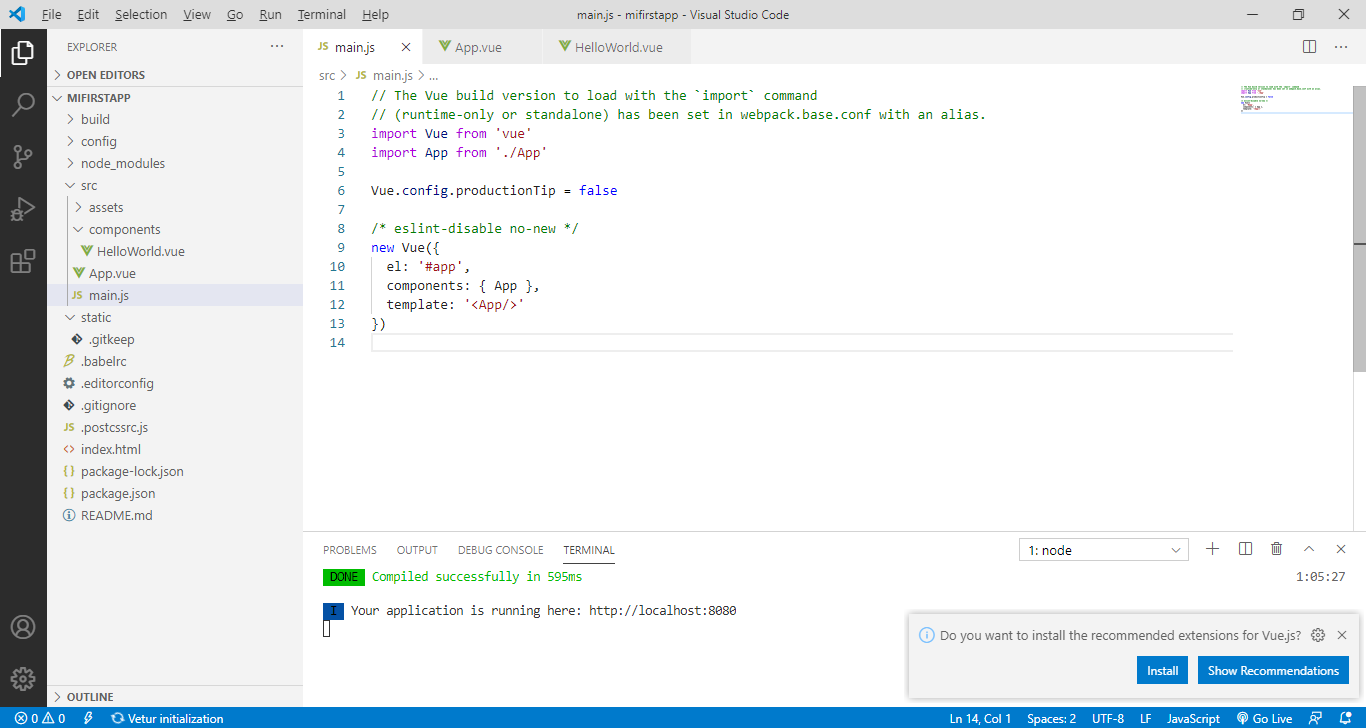 File Edit Selection View Go Run Terminal Help main.js - mifirstapp - Visual Studio Code
EXPLORER
OPEN EDITORS
MIFIRSTAPP
build
config
node_modules
src
assets
components
HelloWorld.vue
App.vue
JS main.js
static
.gitkeep
.babelrc
.editorconfig
.gitignore
JS .postcssrc.js
<> index.html
{} package-lock.json
{} package.json
README.md
OUTLINE
JS main.js App.vue HelloWorld.vue
src > JS main.js > ...
1 // The Vue build version to load with the `import` command
2 // (runtime-only or standalone) has been set in webpack.base.conf with an alias.
3 import Vue from 'vue'
4 import App from './App'
5
6 Vue.config.productionTip = false
7
8 /* eslint-disable no-new */
9 new Vue({
10 el: '#app',
11 components: { App },
12 template: '<App/>'
13 })
14
PROBLEMS OUTPUT DEBUG CONSOLE TERMINAL 1: node
DONE Compiled successfully in 595ms 1:05:27
I Your application is running here: http://localhost:8080
Do you want to install the recommended extensions for Vue.js?
Install Show Recommendations
0 0 Vetur initialization Ln 14, Col 1 Spaces: 2 UTF-8 LF JavaScript Go Live